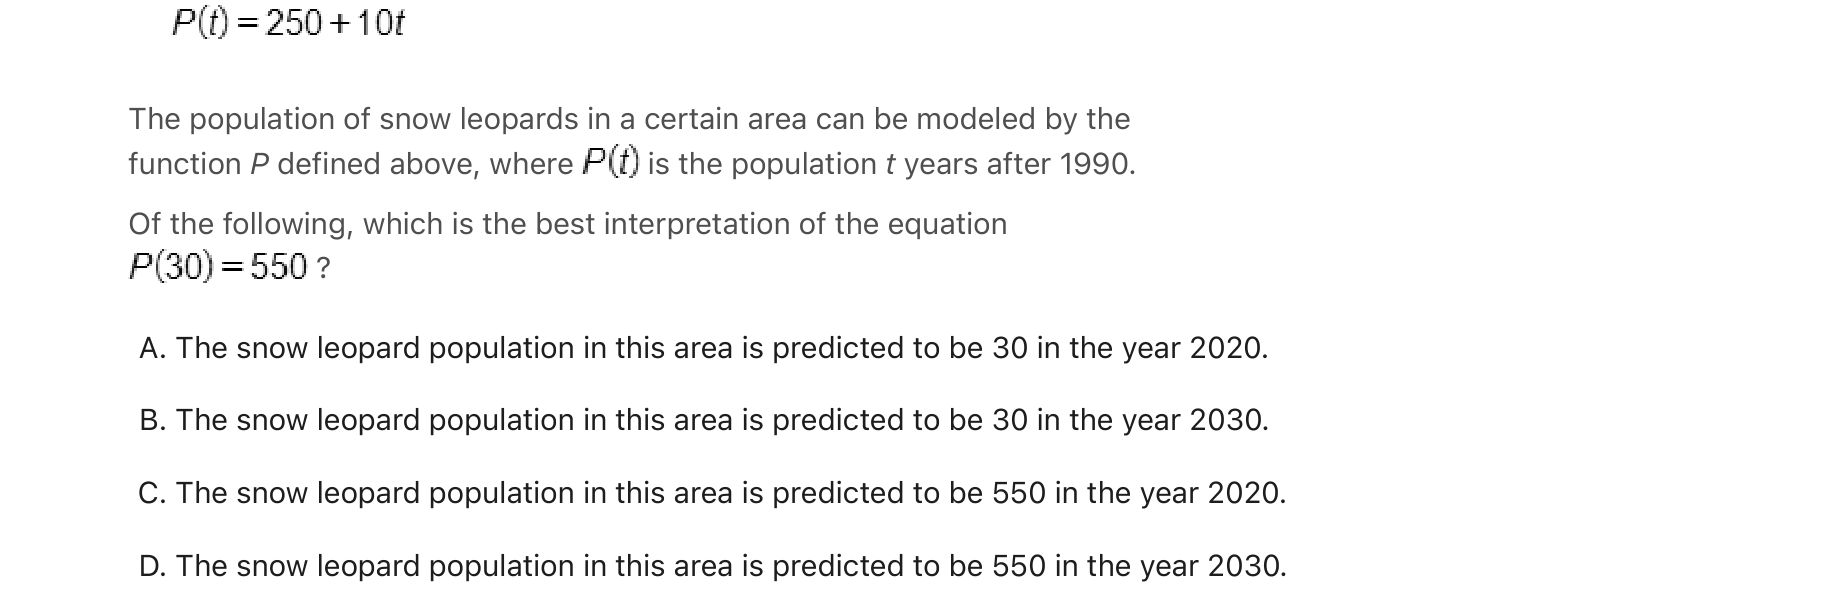 P(t) = 250 + 10t
The population of snow leopards in a certain area can be modeled by the
function P defined above, where P(t) is the population t years after 1990.
Of the following, which is the best interpretation of the equation
P(30) = 550 ?
A. The snow leopard population in this area is predicted to be 30 in the year 2020.
B. The snow leopard population in this area is predicted to be 30 in the year 2030.
C. The snow leopard population in this area is predicted to be 550 in the year 2020.
D. The snow leopard population in this area is predicted to be 550 in the year 2030.